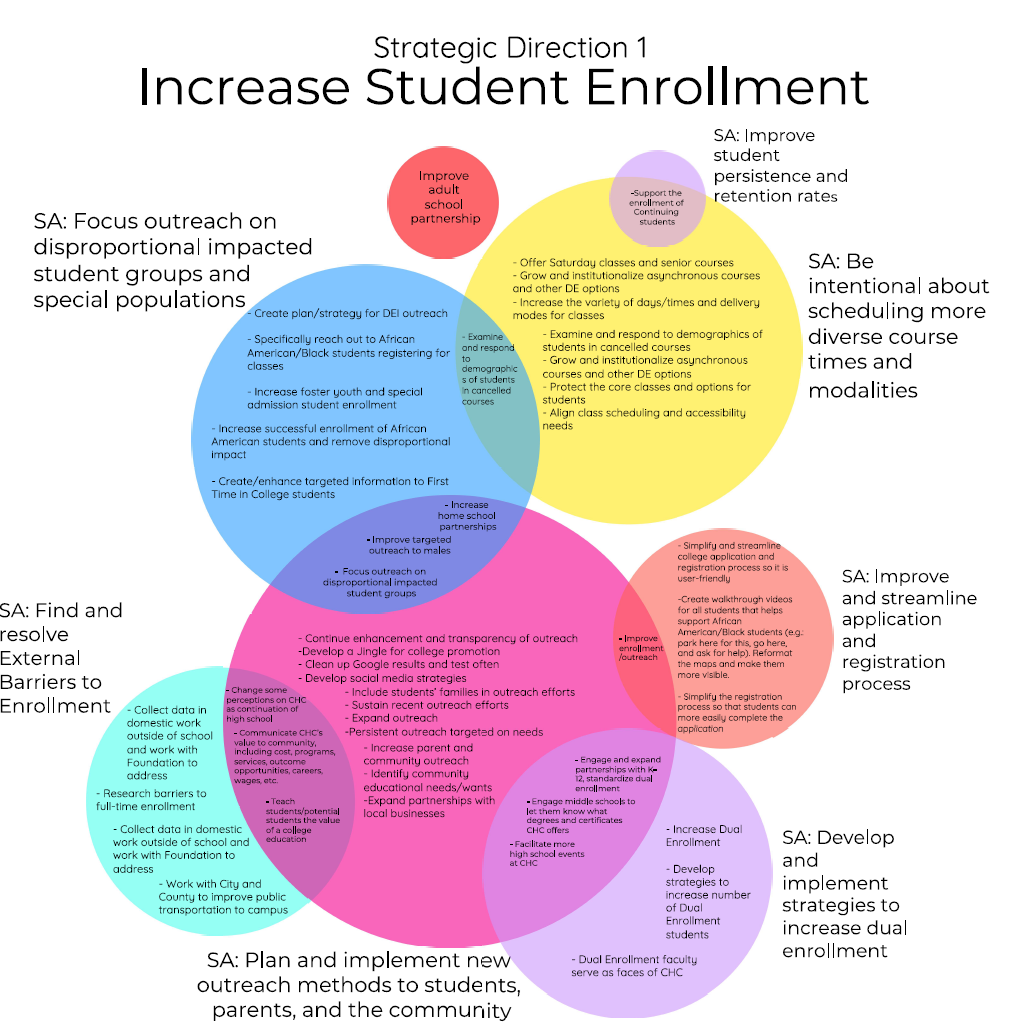 Strategic Direction 1
Increase Student Enrollment
SA: Improve
student
persistence and
retention rates
Improve
adult
school
partnership
-Support the
enrollment of
Continuing
students
SA: Focus outreach on
disproportional impacted
student groups and
special populations
SA: Be
intentional about
scheduling more
diverse course
times and
modalities
- Offer Saturday classes and senior courses
- Grow and institutionalize asynchronous courses
and other DE options
- Increase the variety of days/times and delivery
modes for classes
- Examine and respond to demographics of
students in cancelled courses
- Grow and institutionalize asynchronous
courses and other DE options
- Protect the core classes and options for
students
- Align class scheduling and accessibility
needs
- Create plan/strategy for DEI outreach
- Specifically reach out to African
American/Black students registering for
classes
- Increase foster youth and special
admission student enrollment
- Increase successful enrollment of African
American students and remove disproportional
impact
- Create/enhance targeted information to First
Time in College students
- Examine
and respond
to
demographic
s of students
in cancelled
courses
- Increase
home school
partnerships
- Improve targeted
outreach to males
- Focus outreach on
disproportional impacted
student groups
- Simplify and streamline
college application and
registration process so it is
user-friendly
-Create walkthrough videos
for all students that helps
support African
American/Black students (e.g.:
park here for this, go here,
and ask for help). Reformat
the maps and make them
more visible.
- Simplify the registration
process so that students can
more easily complete the
application
SA: Improve
and streamline
application
and
registration
process
- Improve
enrollment
/outreach
SA: Find and
resolve
External
Barriers to
Enrollment
- Continue enhancement and transparency of outreach
-Develop a Jingle for college promotion
- Clean up Google results and test often
- Develop social media strategies
- Include students' families in outreach efforts
- Sustain recent outreach efforts
- Expand outreach
-Persistent outreach targeted on needs
- Increase parent and
community outreach
- Identify community
educational needs/wants
-Expand partnerships with
local businesses
- Change some
perceptions on CHC
as continuation of
high school
- Communicate CHC's
value to community,
including cost, programs,
services, outcome
opportunities, careers,
wages, etc.
- Teach
students/potential
students the value
of a college
education
- Collect data in
domestic work
outside of school
and work with
Foundation to
address
- Research barriers to
full-time enrollment
- Collect data in domestic
work outside of school and
work with Foundation to
address
- Work with City and
County to improve public
transportation to campus
- Engage and expand
partnerships with K-
12, standardize dual
enrollment
- Engage middle schools to
let them know what
degrees and certificates
CHC offers
- Facilitate more
high school events
at CHC
- Increase Dual
Enrollment
- Develop
strategies to
increase number
of Dual
Enrollment
students
- Dual Enrollment faculty
serve as faces of CHC
SA: Develop
and
implement
strategies to
increase dual
enrollment
SA: Plan and implement new
outreach methods to students,
parents, and the community